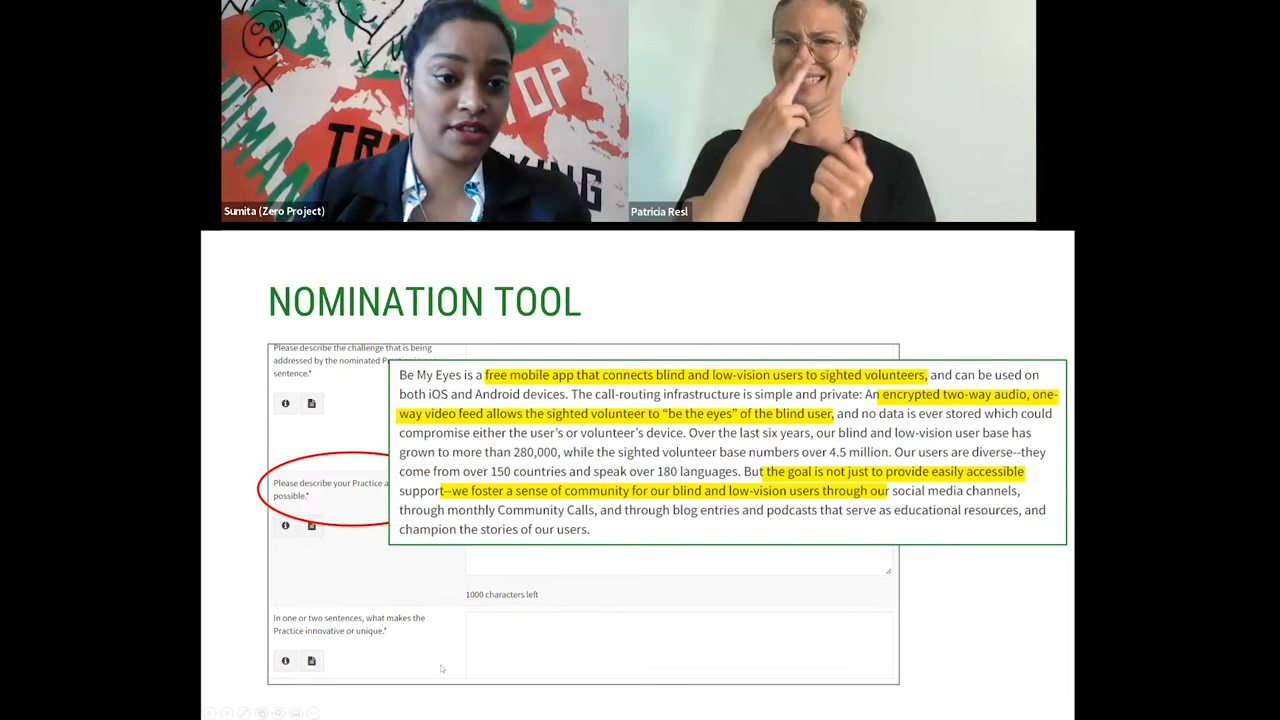 HUMAN
TRA
STOP
KING
Sumita (Zero Project)
Patricia Resl
NOMINATION TOOL
Please describe the challenge that is being
addressed by the nominated
sentence.*
Be My Eyes is a free mobile app that connects blind and low-vision users to sighted volunteers, and can be used on
both iOS and Android devices. The call-routing infrastructure is simple and private: An encrypted two-way audio, one-
way video feed allows the sighted volunteer to “be the eyes” of the blind user, and no data is ever stored which could
compromise either the user’s or volunteer’s device. Over the last six years, our blind and low-vision user base has
grown to more than 280,000, while the sighted volunteer base numbers over 4.5 million. Our users are diverse--they
come from over 150 countries and speak over 180 languages. But the goal is not just to provide easily accessible
support--we foster a sense of community for our blind and low-vision users through our social media channels,
through monthly Community Calls, and through blog entries and podcasts that serve as educational resources, and
champion the stories of our users.
Please describe your Practice a
possible.*
1000 characters left
In one or two sentences, what makes the
Practice innovative or unique.*